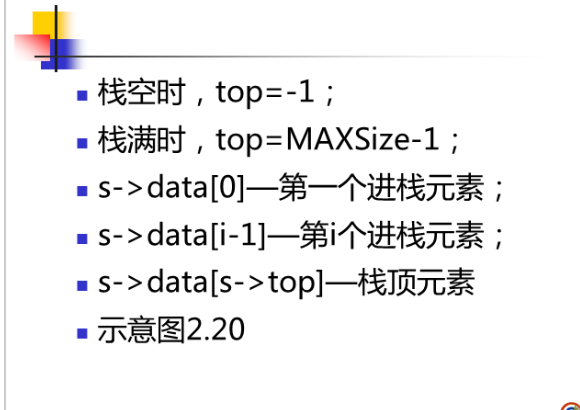 栈空时，top=-1；
栈满时，top=MAXSize-1；
s->data[0]—第一个进栈元素；
s->data[i-1]—第i个进栈元素；
s->data[s->top]—栈顶元素
示意图2.20